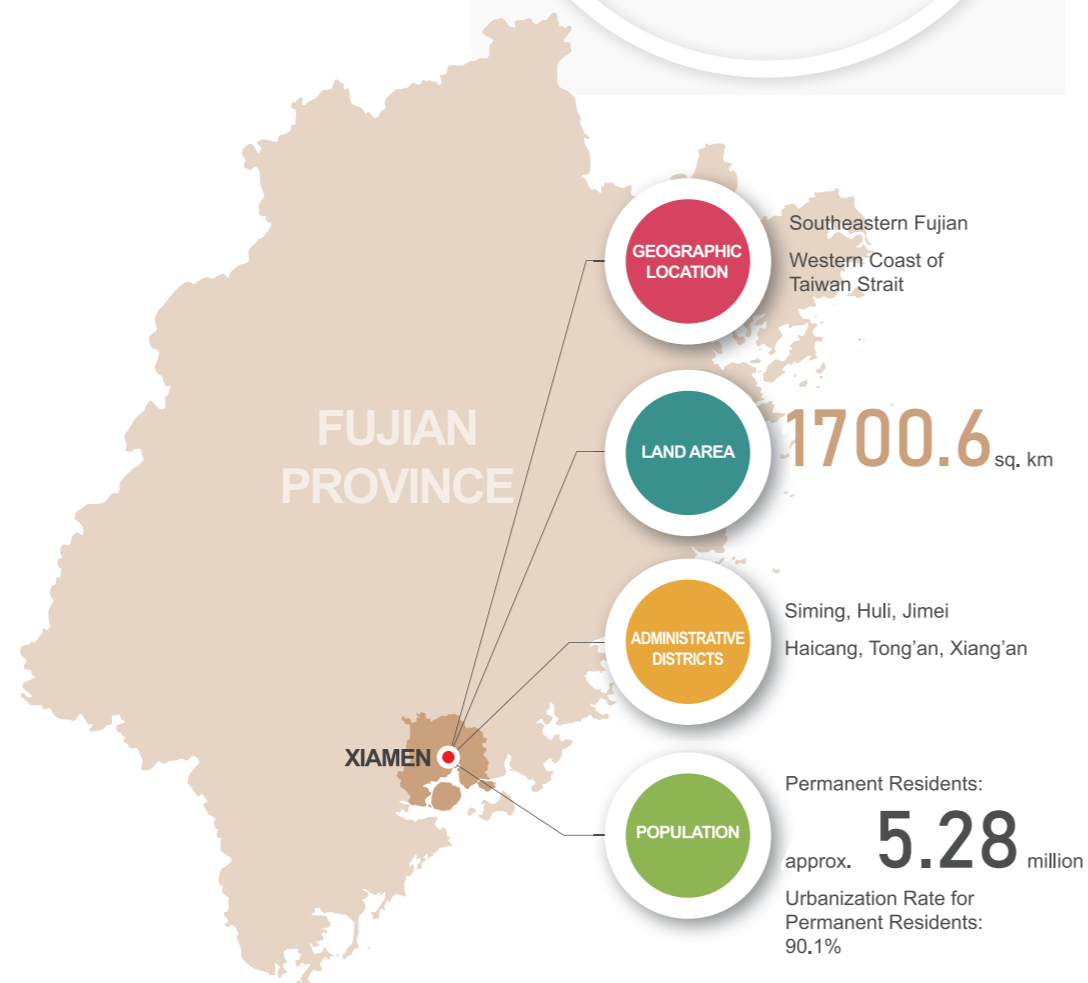 FUJIAN
PROVINCE
XIAMEN
GEOGRAPHIC
LOCATION
Southeastern Fujian
Western Coast of
Taiwan Strait
LAND AREA
1700.6 sq. km
ADMINISTRATIVE
DISTRICTS
Siming, Huli, Jimei
Haicang, Tong’an, Xiang’an
POPULATION
Permanent Residents:
approx. 5.28 million
Urbanization Rate for
Permanent Residents:
90.1%